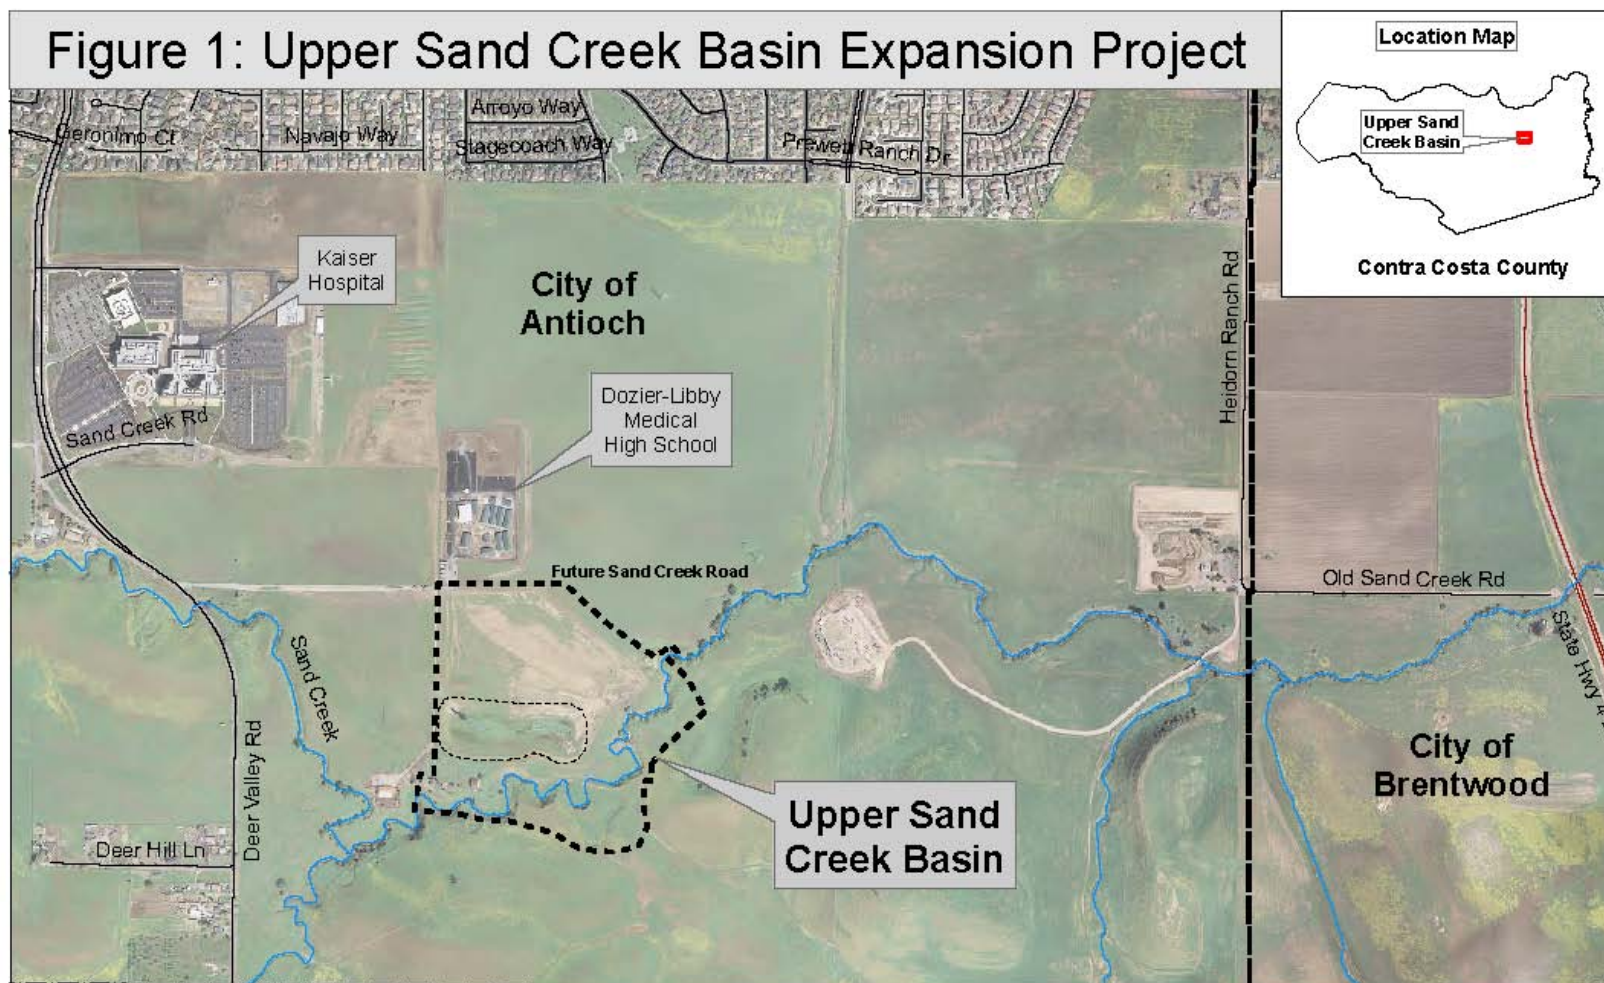 Figure 1: Upper Sand Creek Basin Expansion Project
Location Map
Upper Sand
Creek Basin
Contra Costa County
Arroyo Way
Geronimo Ct
Navajo Way
Stagecoach Way
Prewett Ranch Dr
Kaiser
Hospital
City of
Antioch
Heidorn Ranch Rd
Dozier-Libby
Medical
High School
Sand Creek Rd
Future Sand Creek Road
Old Sand Creek Rd
Sand Creek
State Hwy 4
Deer Valley Rd
City of
Brentwood
Upper Sand
Creek Basin
Deer Hill Ln